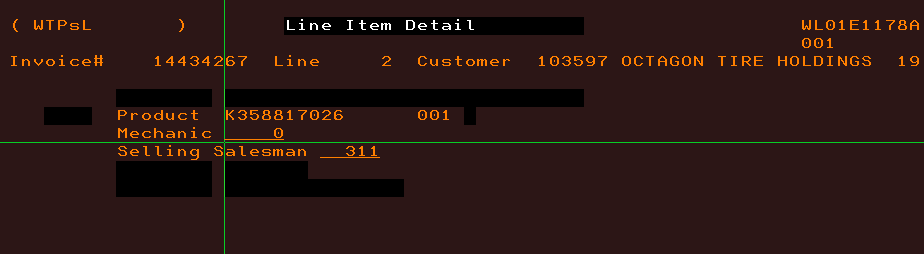 ( WTPsL ) Line Item Detail WL01E1178A
001
Invoice# 14434267 Line 2 Customer 103597 OCTAGON TIRE HOLDINGS 19
Product K358817026 001
Mechanic 0
Selling Salesman 311